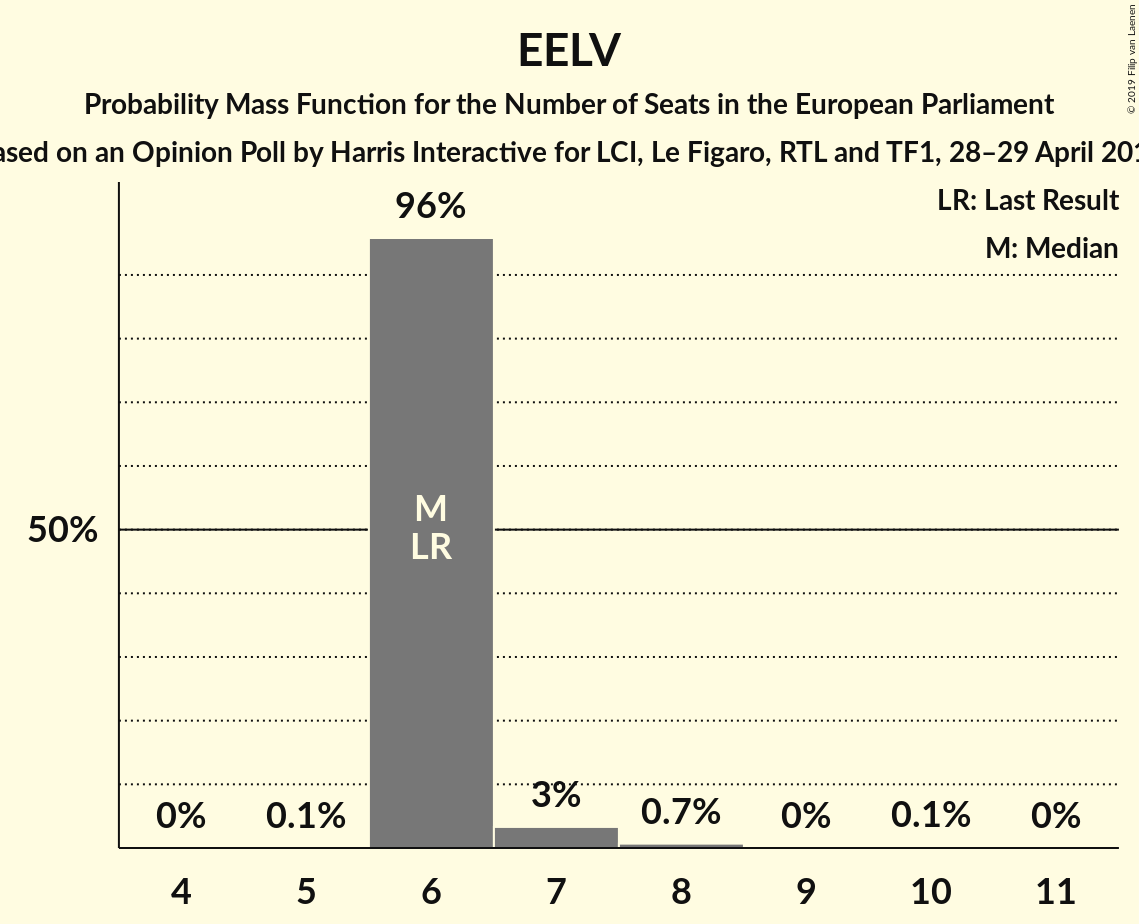 EELV
Probability Mass Function for the Number of Seats in the European Parliament
ased on an Opinion Poll by Harris Interactive for LCI, Le Figaro, RTL and TF1, 28–29 April 201
© 2019 Filip van Laenen
LR: Last Result
M: Median
96%
M
LR
50%
0%
0.1%
3%
0.7%
0%
0.1%
0%
4
5
6
7
8
9
10
11